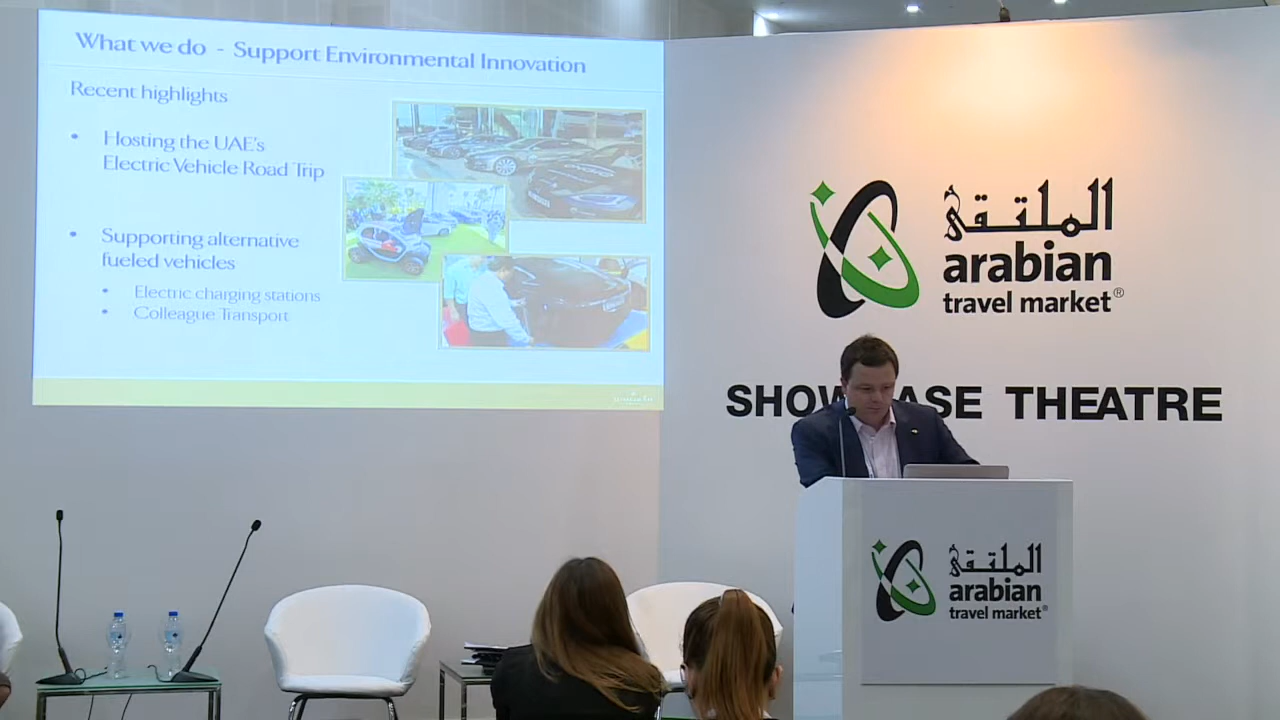 What we do - Support Environmental Innovation
Recent highlights
• Hosting the UAE's
Electric Vehicle Road Trip
• Supporting alternative
fueled vehicles
• Electric charging stations
• Colleague Transport
الملتقى
arabian
travel market®
SHOWCASE THEATRE
الملتقى
arabian
travel market®